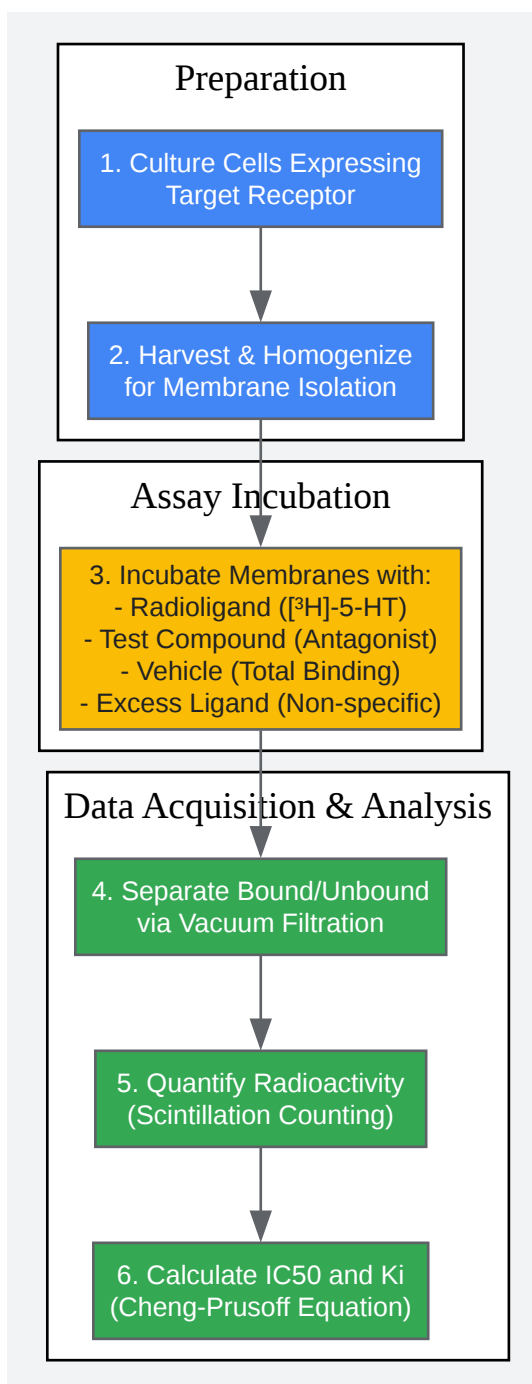 Preparation
1. Culture Cells Expressing
Target Receptor
2. Harvest & Homogenize
for Membrane Isolation
Assay Incubation
3. Incubate Membranes with:
- Radioligand ([³H]-5-HT)
- Test Compound (Antagonist)
- Vehicle (Total Binding)
- Excess Ligand (Non-specific)
Data Acquisition & Analysis
4. Separate Bound/Unbound
via Vacuum Filtration
5. Quantify Radioactivity
(Scintillation Counting)
6. Calculate IC50 and Ki
(Cheng-Prusoff Equation)